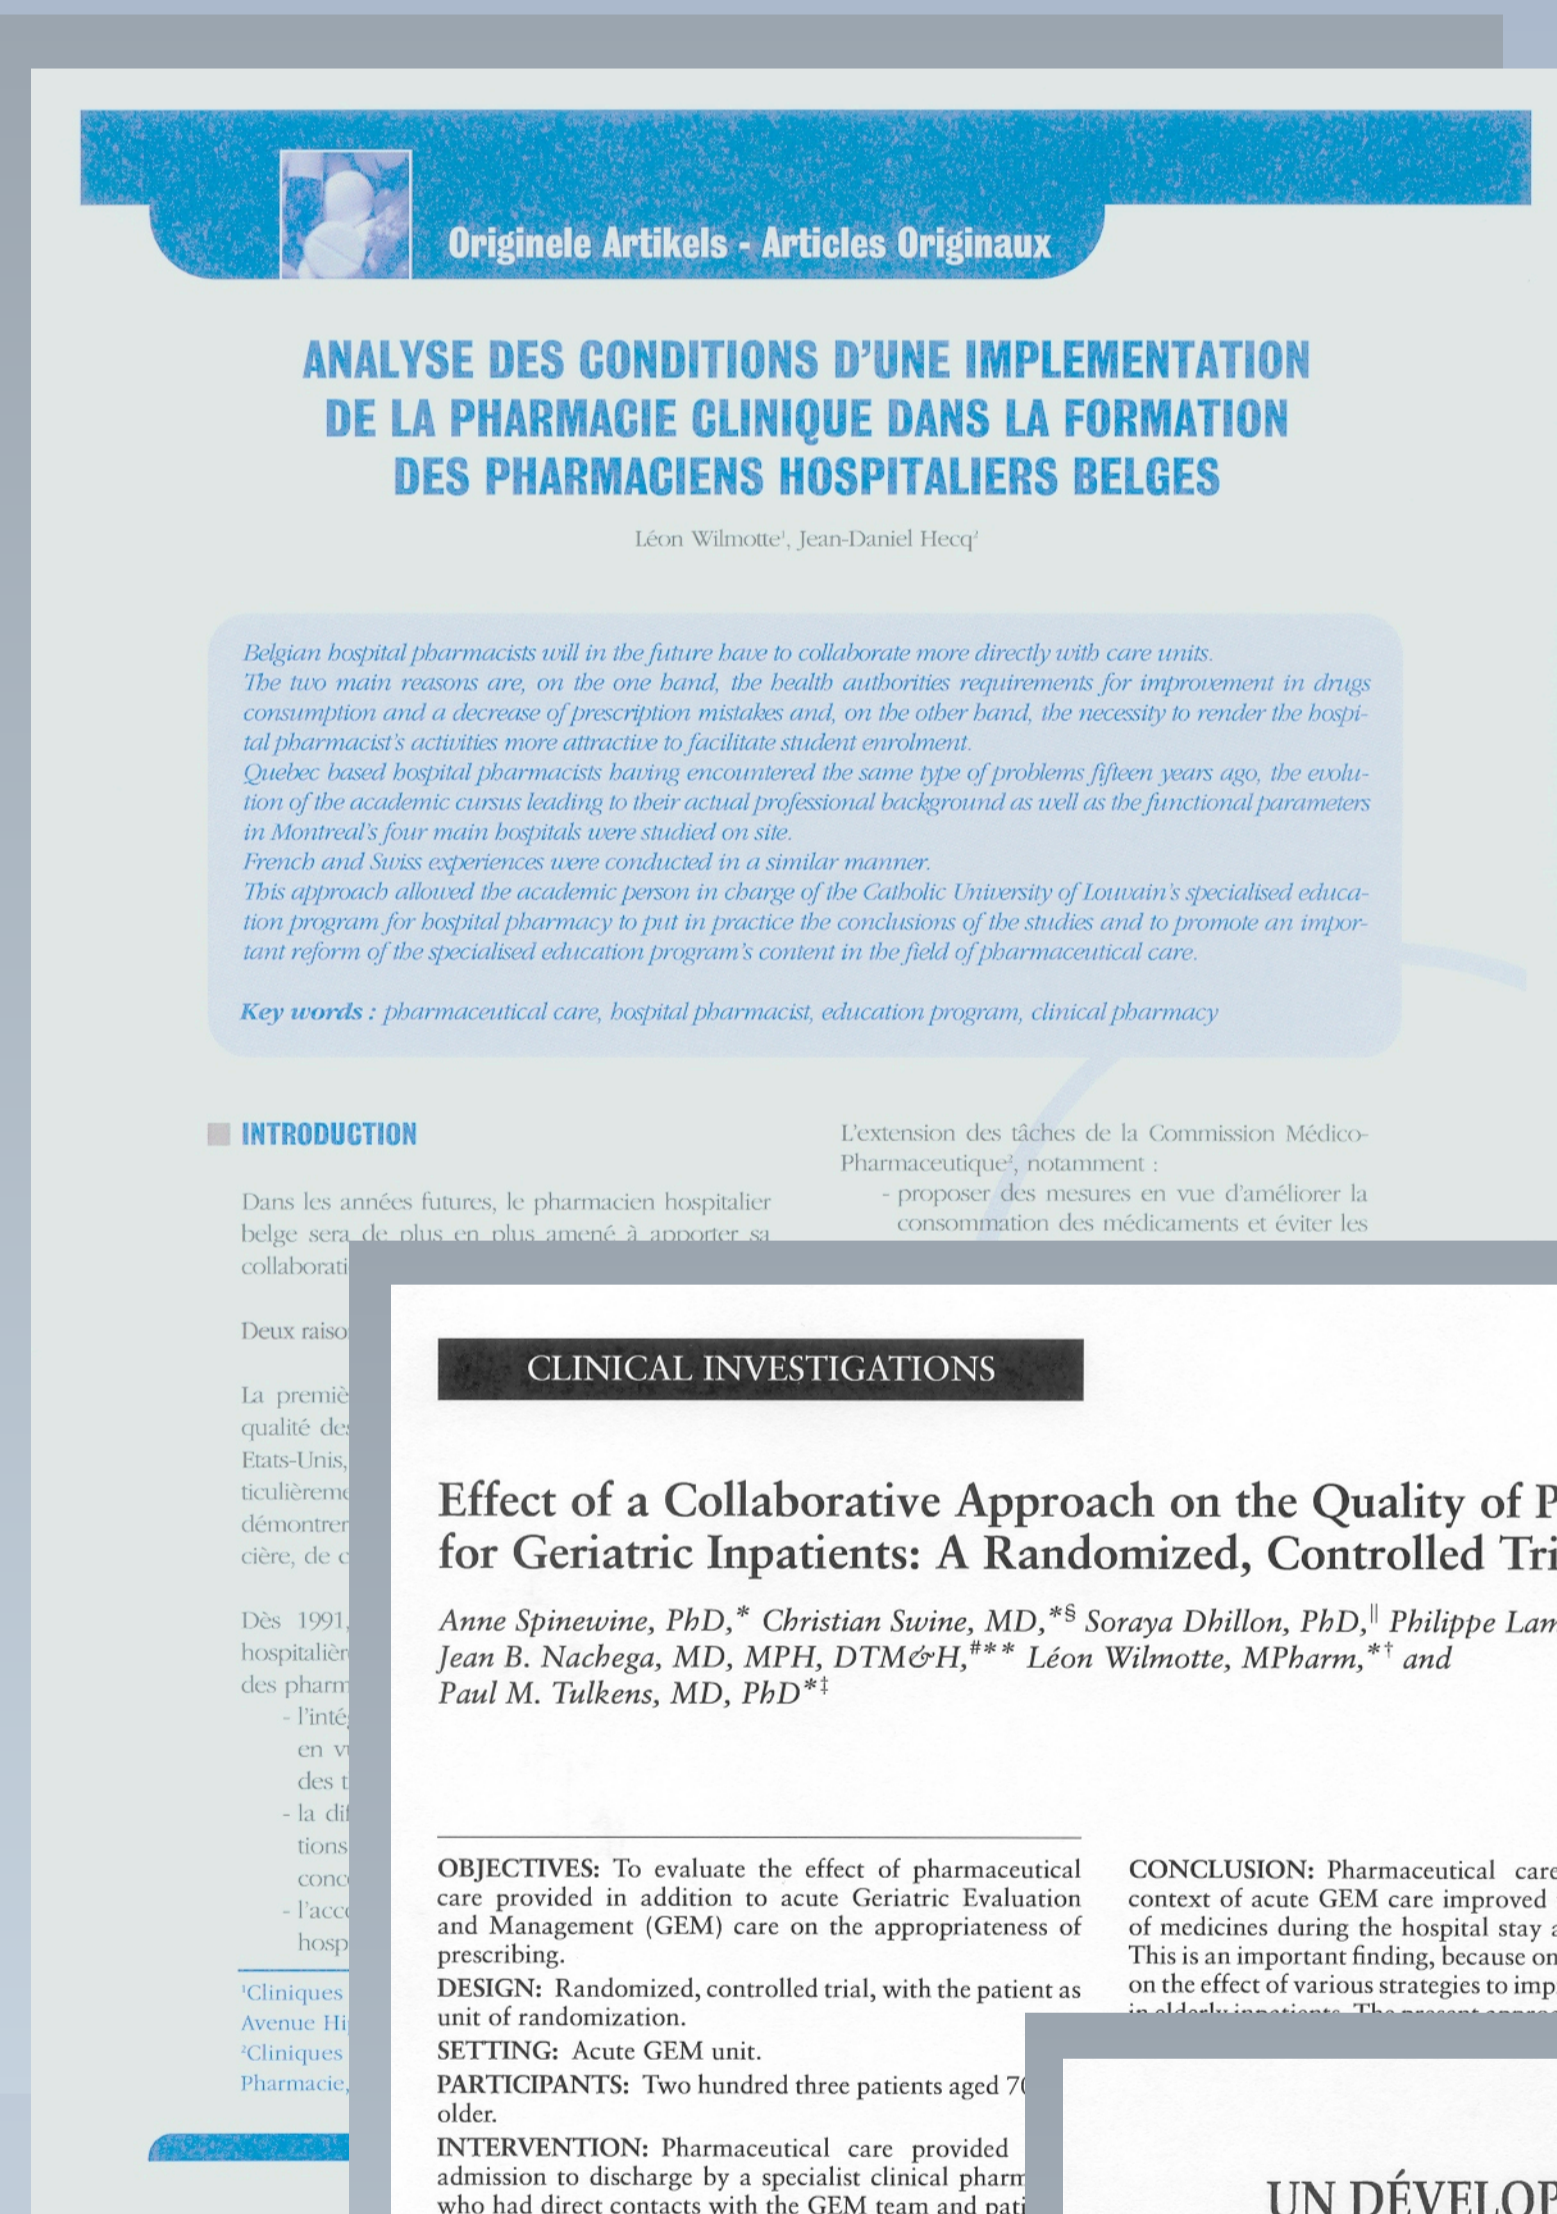 Originele Artikels - Articles Originaux
ANALYSE DES CONDITIONS D'UNE IMPLEMENTATION
DE LA PHARMACIE CLINIQUE DANS LA FORMATION
DES PHARMACIENS HOSPITALIERS BELGES
Léon Wilmotte¹, Jean-Daniel Hecq²
Belgian hospital pharmacists will in the future have to collaborate more directly with care units.
The two main reasons are, on the one hand, the health authorities requirements for improvement in drugs
consumption and a decrease of prescription mistakes and, on the other hand, the necessity to render the hospi-
tal pharmacist's activities more attractive to facilitate student enrolment.
Quebec based hospital pharmacists having encountered the same type of problems fifteen years ago, the evolu-
tion of the academic cursus leading to their actual professional background as well as the functional parameters
in Montreal's four main hospitals were studied on site.
French and Swiss experiences were conducted in a similar manner.
This approach allowed the academic person in charge of the Catholic University of Louvain's specialised educa-
tion program for hospital pharmacy to put in practice the conclusions of the studies and to promote an impor-
tant reform of the specialised education program's content in the field of pharmaceutical care.
Key words : pharmaceutical care, hospital pharmacist, education program, clinical pharmacy
INTRODUCTION
Dans les années futures, le pharmacien hospitalier
belge sera de plus en plus amené à apporter sa
collaborati
Deux raiso
La premiè
qualité des
Etats-Unis,
ticulièreme
démontrer
cière, de c
Dès 1991,
hospitalièr
des pharm
- l'inté
en vu
des t
- la dif
tions
conc
- l'acc
hosp
¹Cliniques
Avenue Hi
²Cliniques
Pharmacie,
L'extension des tâches de la Commission Médico-
Pharmaceutique², notamment :
- proposer des mesures en vue d'améliorer la
consommation des médicaments et éviter les
CLINICAL INVESTIGATIONS
Effect of a Collaborative Approach on the Quality of P
for Geriatric Inpatients: A Randomized, Controlled Tri
Anne Spinewine, PhD,* Christian Swine, MD,*§ Soraya Dhillon, PhD,|| Philippe Lam
Jean B. Nachega, MD, MPH, DTM&H,#** Léon Wilmotte, MPharm,*† and
Paul M. Tulkens, MD, PhD*‡
OBJECTIVES: To evaluate the effect of pharmaceutical
care provided in addition to acute Geriatric Evaluation
and Management (GEM) care on the appropriateness of
prescribing.
DESIGN: Randomized, controlled trial, with the patient as
unit of randomization.
SETTING: Acute GEM unit.
PARTICIPANTS: Two hundred three patients aged 70
older.
INTERVENTION: Pharmaceutical care provided
admission to discharge by a specialist clinical pharm
who had direct contacts with the GEM team and pati
CONCLUSION: Pharmaceutical care
context of acute GEM care improved
of medicines during the hospital stay a
This is an important finding, because on
on the effect of various strategies to imp
in elderly inpatients. The present appro
UN DÉVELOP